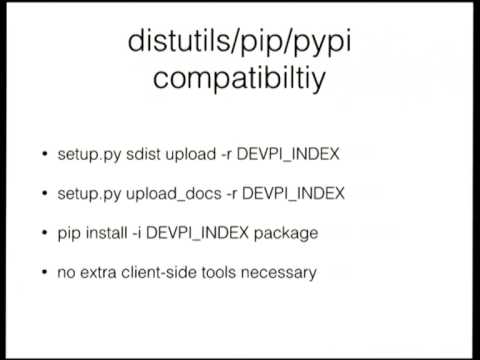 distutils/pip/pypi
compatibiltiy
• setup.py sdist upload -r DEVPI_INDEX
• setup.py upload_docs -r DEVPI_INDEX
• pip install -i DEVPI_INDEX package
• no extra client-side tools necessary